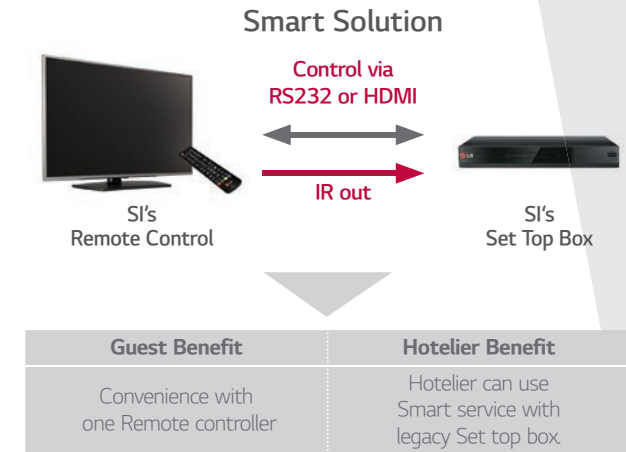 Smart Solution
Control via
RS232 or HDMI
IR out
SI's
Remote Control
LG
SI's
Set Top Box
Guest Benefit
Hotelier Benefit
Convenience with
one Remote controller
Hotelier can use
Smart service with
legacy Set top box.